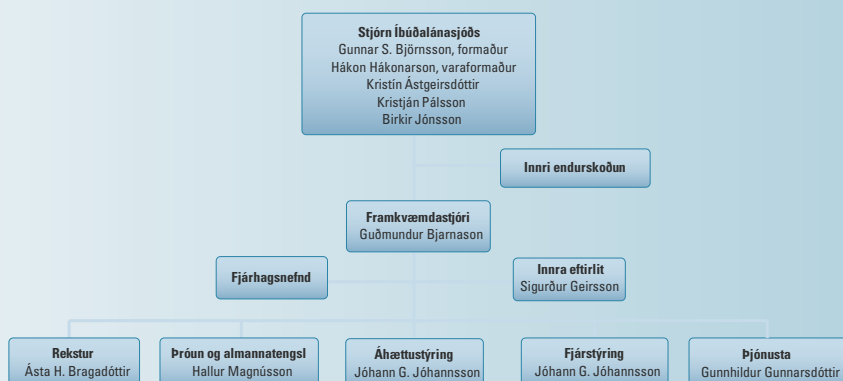 Stjórn Íbúðalánasjóðs
Gunnar S. Björnsson, formaður
Hákon Hákonarson, varaformaður
Kristín Ástgeirsdóttir
Kristján Pálsson
Birkir Jónsson
Innri endurskoðun
Framkvæmdastjóri
Guðmundur Bjarnason
Fjárhagsnefnd
Innra eftirlit
Sigurður Geirsson
Rekstur
Ásta H. Bragadóttir
Þróun og almannatengsl
Hallur Magnússon
Áhættustýring
Jóhann G. Jóhannsson
Fjárstýring
Jóhann G. Jóhannsson
Þjónusta
Gunnhildur Gunnarsdóttir